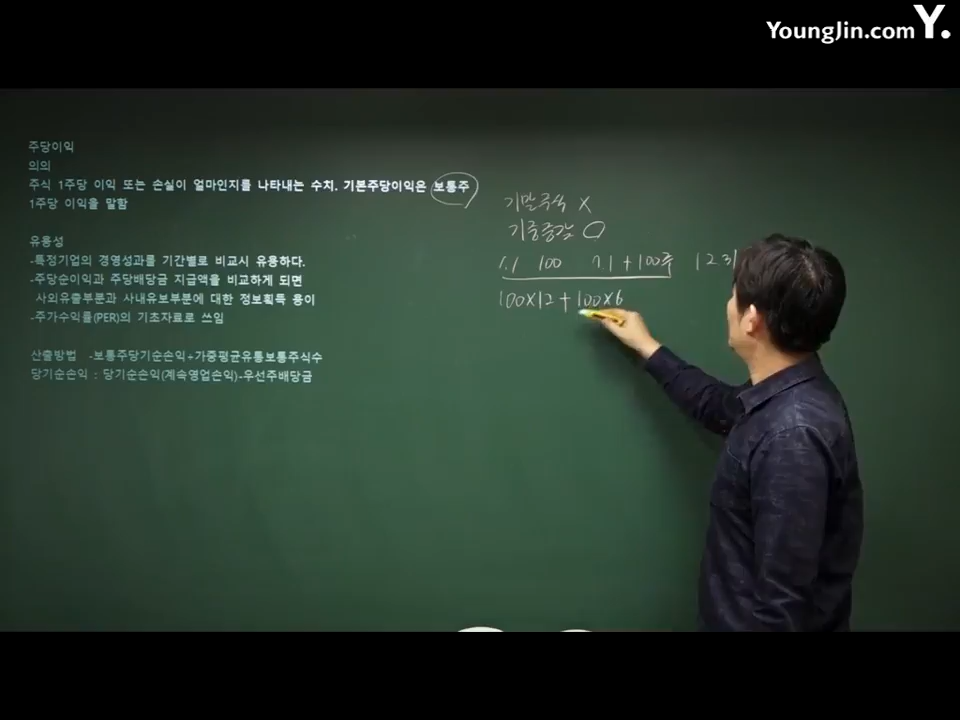 YoungJin.com Y.
주당이익
의의
주식 1주당 이익 또는 손실이 얼마인지를 나타내는 수치. 기본주당이익은 보통주
1주당 이익을 말함
유용성
-특정기업의 경영성과를 기간별로 비교시 유용하다.
-주당순이익과 주당배당금 지급액을 비교하게 되면
사외유출부분과 사내유보부분에 대한 정보획득 용이
-주가수익률(PER)의 기초자료로 쓰임
산출방법 -보통주당기순손익÷가중평균유통보통주식수
당기순손익 : 당기순손익(계속영업손익)-우선주배당금
기말주식 X
기중증감 ○
1.1 100 7.1 +100주 1231
100X12+100X6